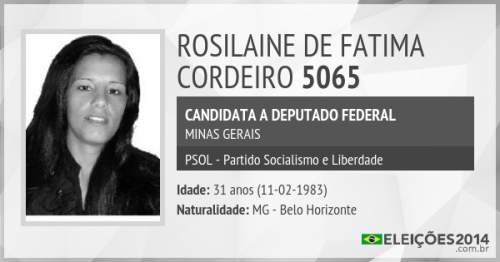 ROSILAINE DE FATIMA
CORDEIRO 5065
CANDIDATA A DEPUTADO FEDERAL
MINAS GERAIS
PSOL - Partido Socialismo e Liberdade
Idade: 31 anos (11-02-1983)
Naturalidade: MG - Belo Horizonte
ELEIÇÕES2014
.com.br